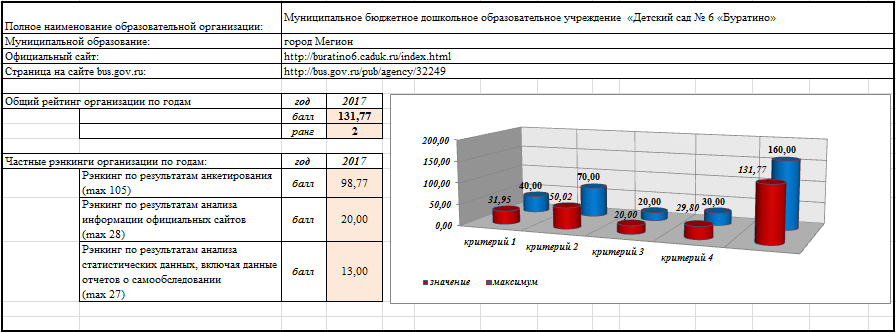 Полное наименование образовательной организации:
Муниципальное бюджетное дошкольное образовательное учреждение «Детский сад № 6 «Буратино»
Муниципальное образование:
город Мегион
Официальный сайт:
http://buratino6.caduk.ru/index.html
Страница на сайте bus.gov.ru:
http://bus.gov.ru/pub/agency/32249
Общий рейтинг организации по годам
год
2017
балл
131,77
ранг
2
Частные рэнкинги организации по годам:
год
2017
Рэнкинг по результатам анкетирования
(max 105)
балл
98,77
Рэнкинг по результатам анализа
информации официальных сайтов
(max 28)
балл
20,00
Рэнкинг по результатам анализа
статистических данных, включая данные
отчетов о самообследовании
(max 27)
балл
13,00
200,00
150,00
100,00
50,00
0,00
31,95
40,00
50,02
70,00
20,00
20,00
29,80
30,00
131,77
160,00
критерий 1
критерий 2
критерий 3
критерий 4
значение
максимум